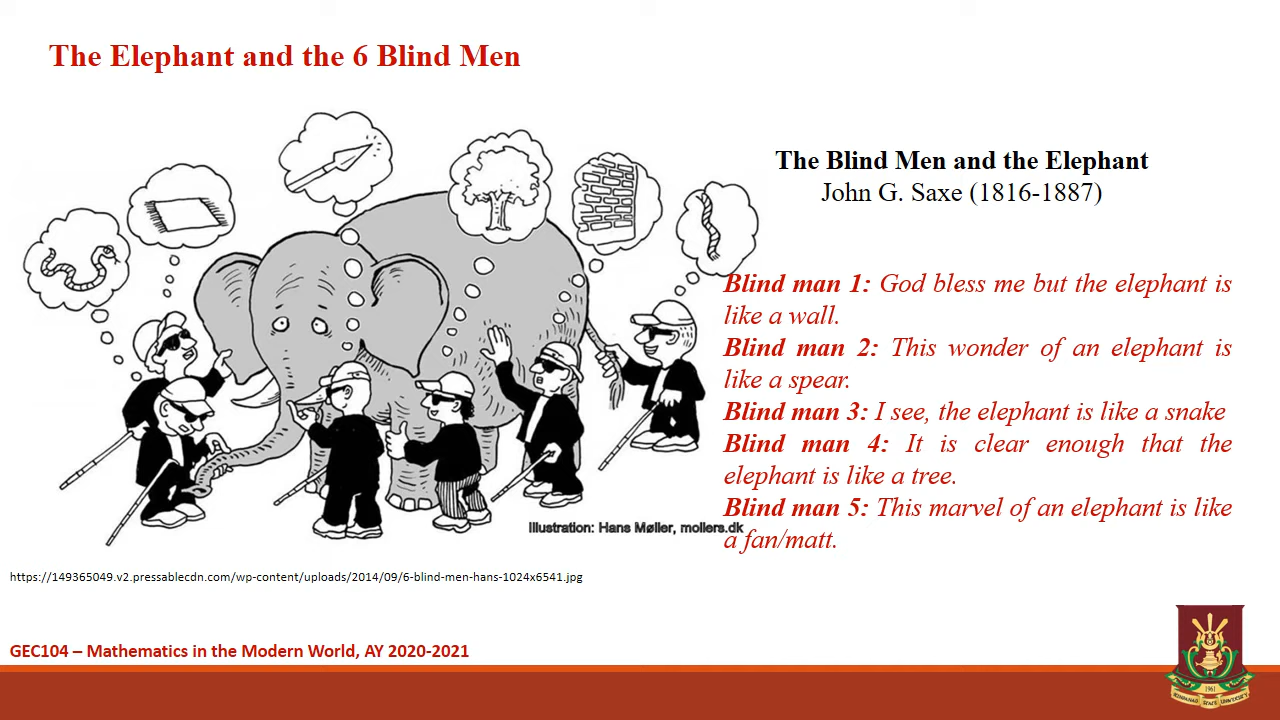 The Elephant and the 6 Blind Men
The Blind Men and the Elephant
John G. Saxe (1816-1887)
Blind man 1: God bless me but the elephant is
like a wall.
Blind man 2: This wonder of an elephant is
like a spear.
Blind man 3: I see, the elephant is like a snake
Blind man 4: It is clear enough that the
elephant is like a tree.
Blind man 5: This marvel of an elephant is like
a fan/matt.
Illustration: Hans Møller, mollers.dk
https://149365049.v2.pressablecdn.com/wp-content/uploads/2014/09/6-blind-men-hans-1024x6541.jpg
GEC104 – Mathematics in the Modern World, AY 2020-2021
1961
MINDANAO STATE UNIVERSITY